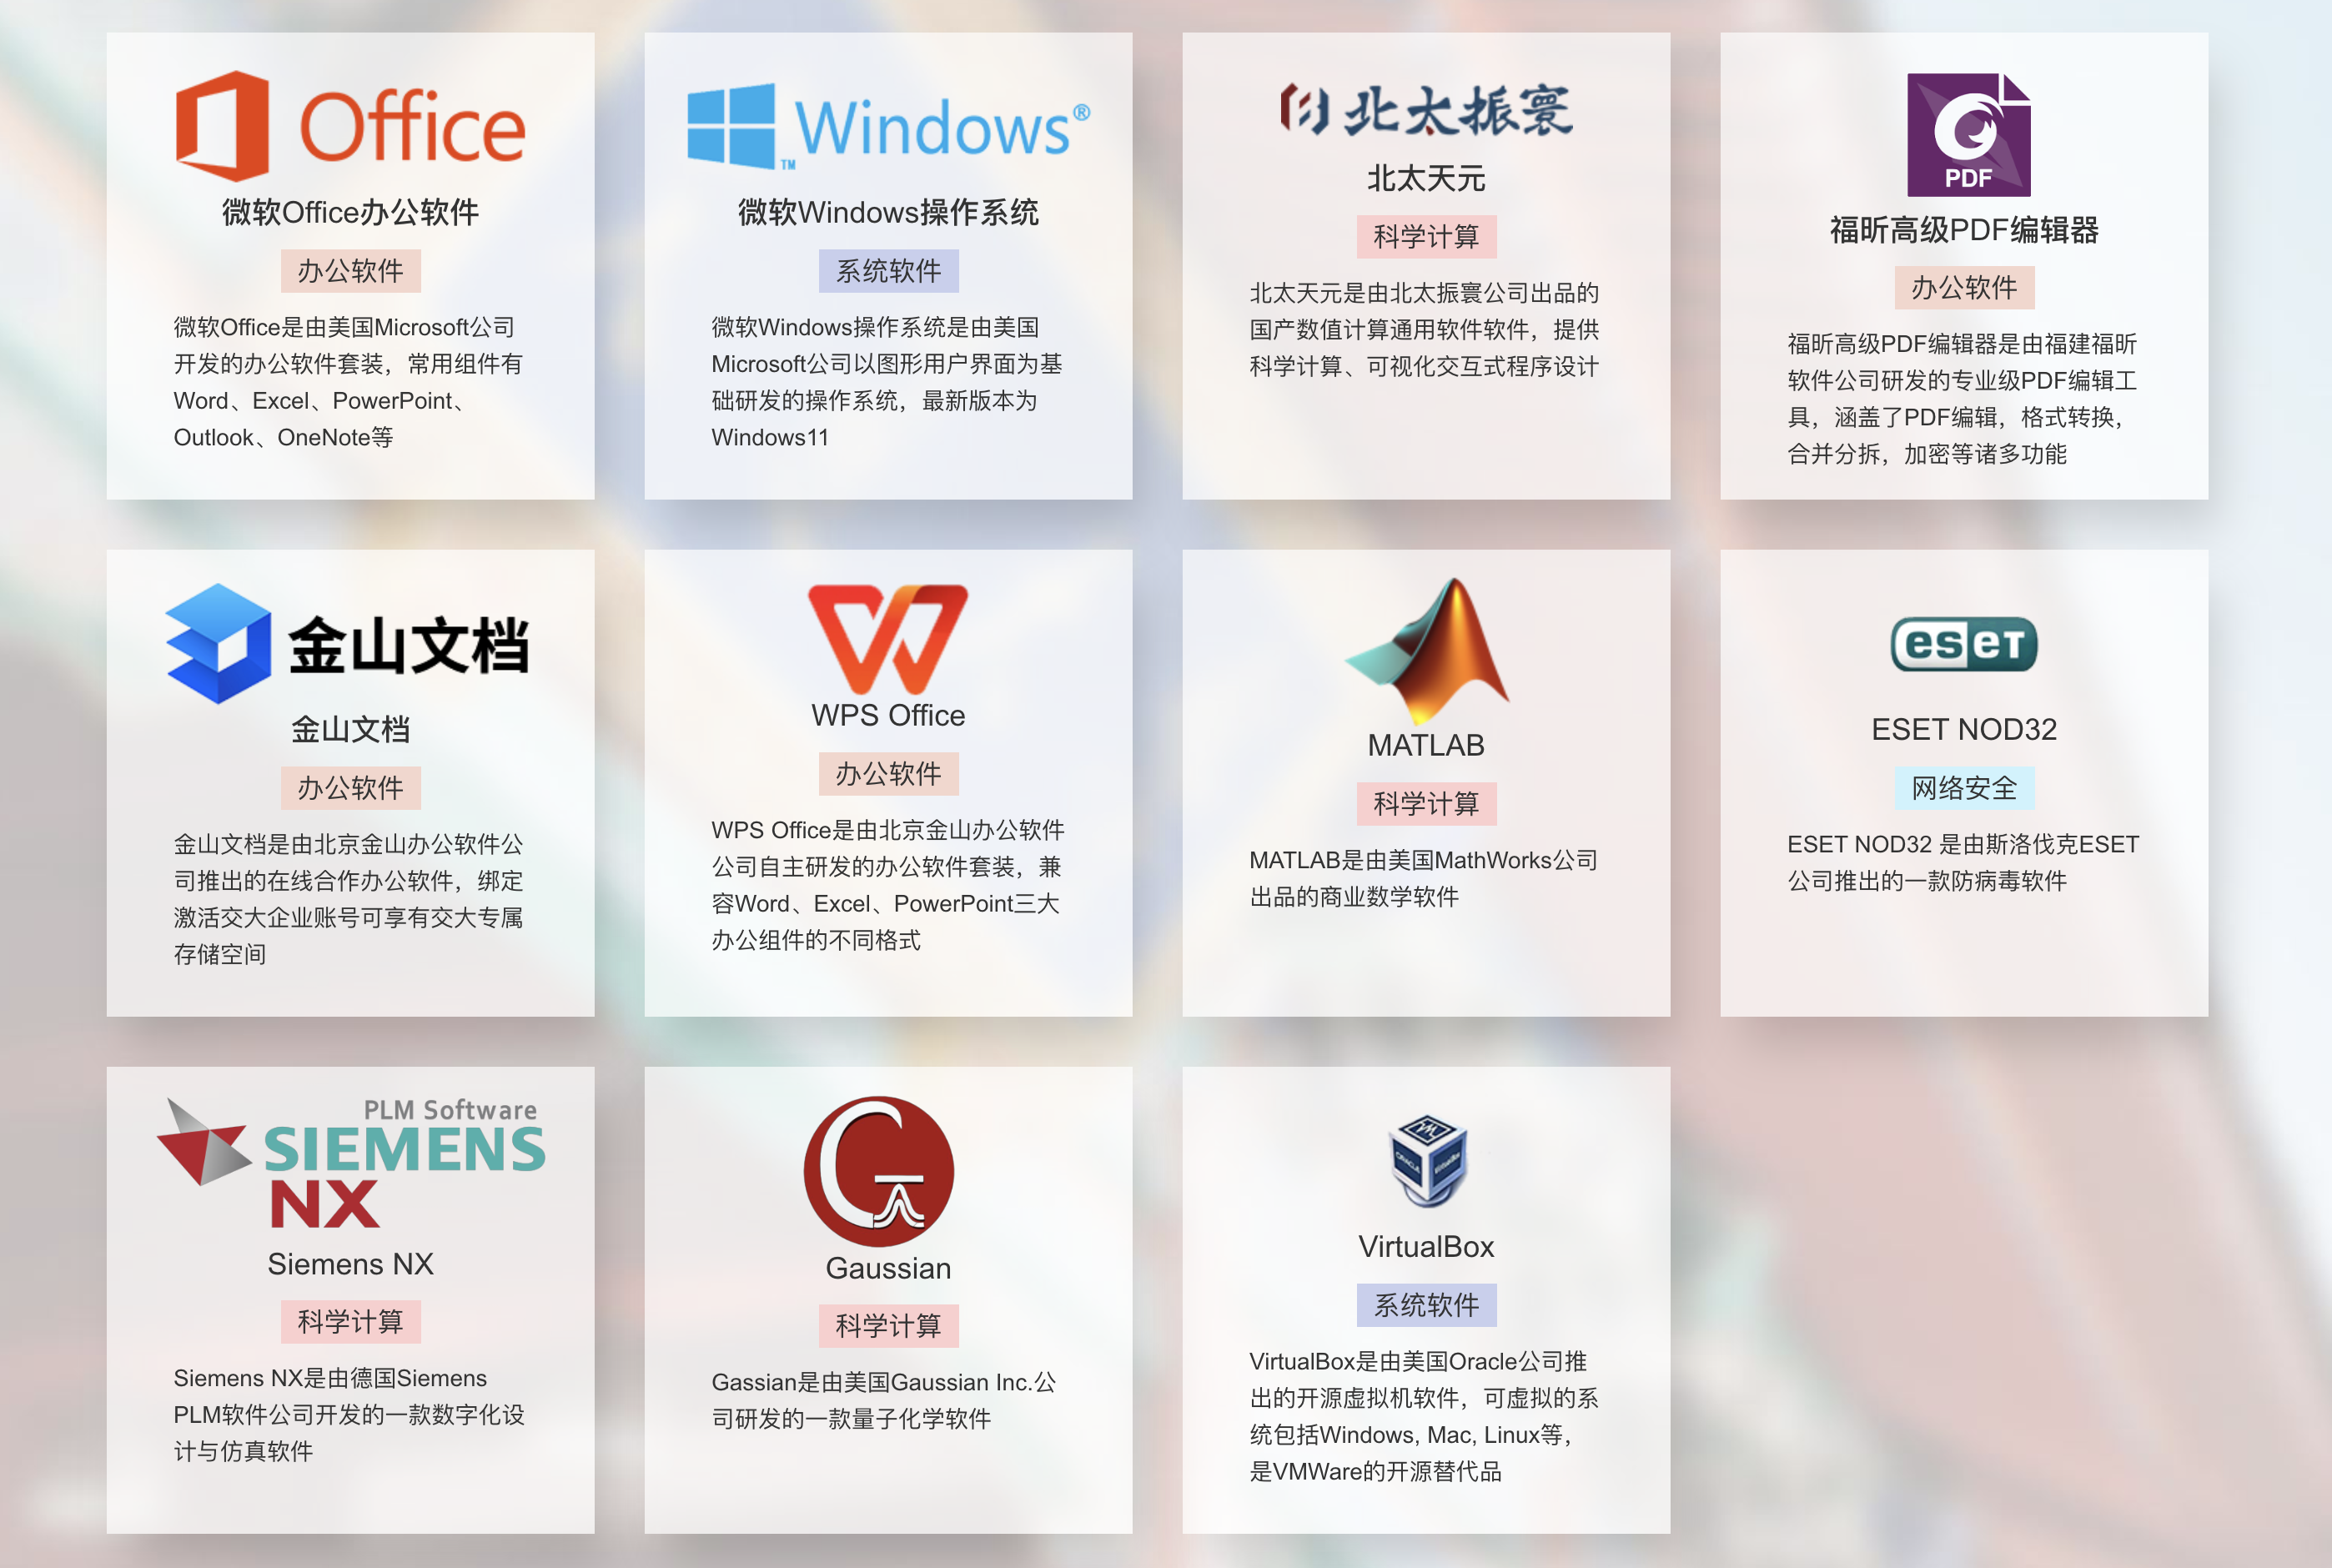 Office
微软Office办公软件
办公软件
微软Office是由美国Microsoft公司
开发的办公软件套装，常用组件有
Word、Excel、PowerPoint、
Outlook、OneNote等
Windows®
TM
微软Windows操作系统
系统软件
微软Windows操作系统是由美国
Microsoft公司以图形用户界面为基
础研发的操作系统，最新版本为
Windows11
北太振寰
北太天元
科学计算
北太天元是由北太振寰公司出品的
国产数值计算通用软件软件，提供
科学计算、可视化交互式程序设计
PDF
福昕高级PDF编辑器
办公软件
福昕高级PDF编辑器是由福建福昕
软件公司研发的专业级PDF编辑工
具，涵盖了PDF编辑，格式转换，
合并分拆，加密等诸多功能
金山文档
金山文档
办公软件
金山文档是由北京金山办公软件公
司推出的在线合作办公软件，绑定
激活交大企业账号可享有交大专属
存储空间
WPS Office
办公软件
WPS Office是由北京金山办公软件
公司自主研发的办公软件套装，兼
容Word、Excel、PowerPoint三大
办公组件的不同格式
MATLAB
科学计算
MATLAB是由美国MathWorks公司
出品的商业数学软件
eset
ESET NOD32
网络安全
ESET NOD32 是由斯洛伐克ESET
公司推出的一款防病毒软件
PLM Software
SIEMENS
NX
Siemens NX
科学计算
Siemens NX是由德国Siemens
PLM软件公司开发的一款数字化设
计与仿真软件
Gaussian
科学计算
Gassian是由美国Gaussian Inc.公
司研发的一款量子化学软件
ORACLE
VirtualBox
VirtualBox
系统软件
VirtualBox是由美国Oracle公司推
出的开源虚拟机软件，可虚拟的系
统包括Windows, Mac, Linux等，
是VMWare的开源替代品